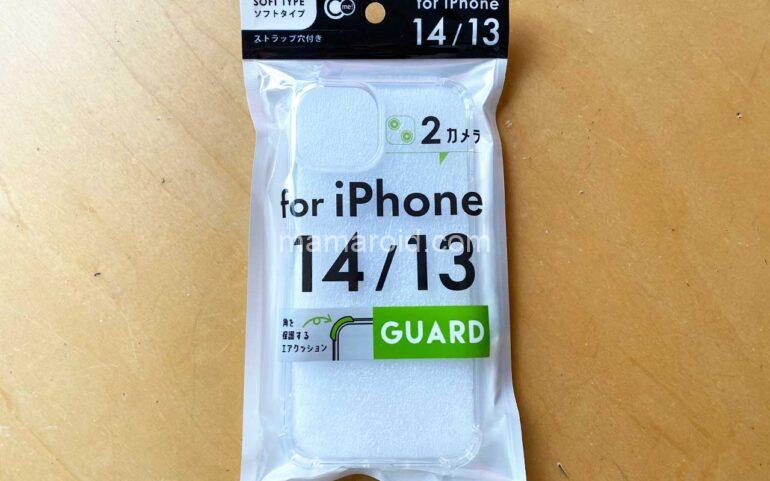 SOFT TYPE
ソフトタイプ
me!
ストラップ穴付き
for iPhone
14/13
2カメラ
for iPhone
mamaroid.com
14/13
角を
保護する
エアクッション
GUARD